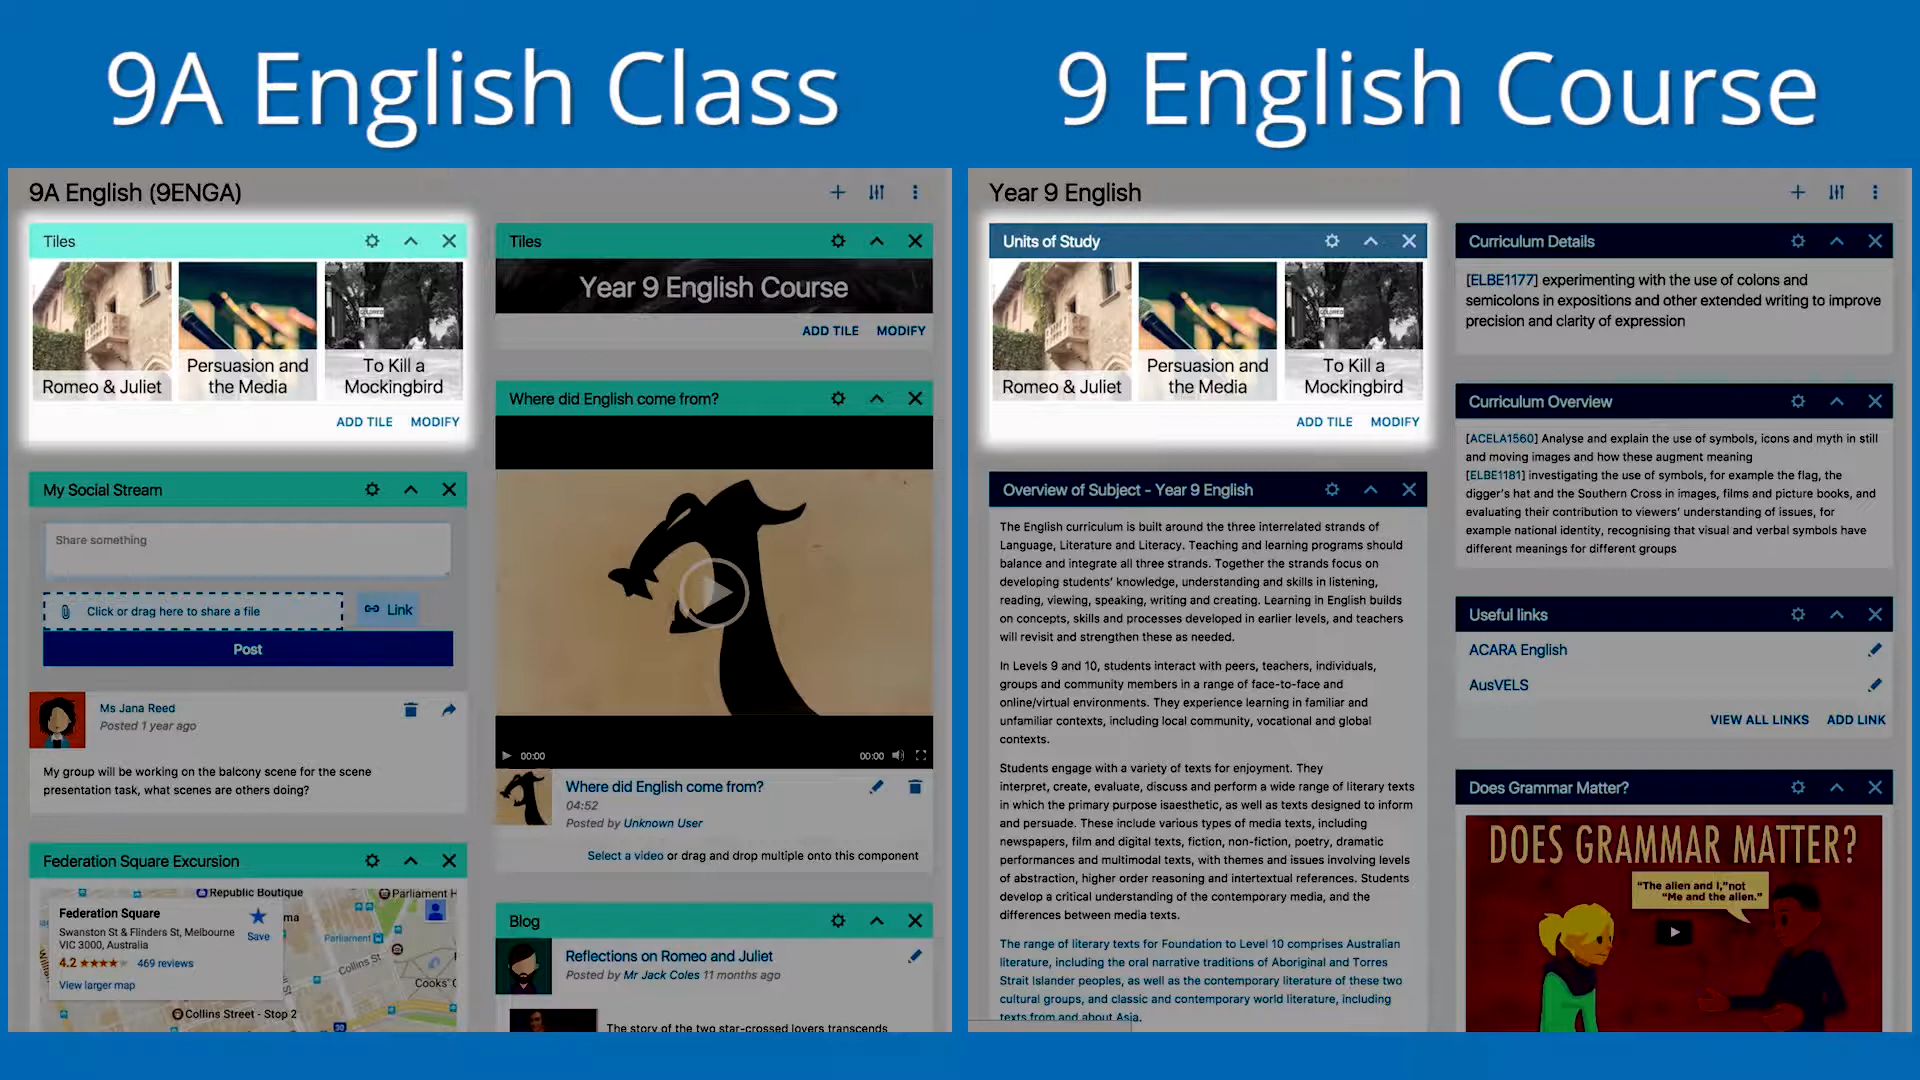 9A English Class
9 English Course
9A English (9ENGA)
Tiles
Romeo & Juliet
Persuasion and
the Media
To Kill a
Mockingbird
ADD TILE MODIFY
My Social Stream
Share something
Click or drag here to share a file
Link
Post
Ms Jana Reed
Posted 1 year ago
My group will be working on the balcony scene for the scene
presentation task, what scenes are others doing?
Federation Square Excursion
Republic Boutique
Parliament H
Federation Square
Swanston St & Flinders St, Melbourne
VIC 3000, Australia
4.2 ★★★★★ 469 reviews
View larger map
Save
ma
Parliament
Collins St
Cooks' C
Collins Street - Stop 2
30
Tiles
Year 9 English Course
ADD TILE MODIFY
Where did English come from?
00:00
00:00
Where did English come from?
04:52
Posted by Unknown User
Select a video or drag and drop multiple onto this component
Blog
Reflections on Romeo and Juliet
Posted by Mr Jack Coles 11 months ago
The story of the two star-crossed lovers transcends
Year 9 English
Units of Study
COLORED
Romeo & Juliet
Persuasion and
the Media
To Kill a
Mockingbird
ADD TILE MODIFY
Overview of Subject - Year 9 English
The English curriculum is built around the three interrelated strands of
Language, Literature and Literacy. Teaching and learning programs should
balance and integrate all three strands. Together the strands focus on
developing students' knowledge, understanding and skills in listening,
reading, viewing, speaking, writing and creating. Learning in English builds
on concepts, skills and processes developed in earlier levels, and teachers
will revisit and strengthen these as needed.
In Levels 9 and 10, students interact with peers, teachers, individuals,
groups and community members in a range of face-to-face and
online/virtual environments. They experience learning in familiar and
unfamiliar contexts, including local community, vocational and global
contexts.
Students engage with a variety of texts for enjoyment. They
interpret, create, evaluate, discuss and perform a wide range of literary texts
in which the primary purpose isaesthetic, as well as texts designed to inform
and persuade. These include various types of media texts, including
newspapers, film and digital texts, fiction, non-fiction, poetry, dramatic
performances and multimodal texts, with themes and issues involving levels
of abstraction, higher order reasoning and intertextual references. Students
develop a critical understanding of the contemporary media, and the
differences between media texts.
The range of literary texts for Foundation to Level 10 comprises Australian
literature, including the oral narrative traditions of Aboriginal and Torres
Strait Islander peoples, as well as the contemporary literature of these two
cultural groups, and classic and contemporary world literature, including
texts from and about Asia.
Curriculum Details
[ELBE1177] experimenting with the use of colons and
semicolons in expositions and other extended writing to improve
precision and clarity of expression
Curriculum Overview
[ACELA1560] Analyse and explain the use of symbols, icons and myth in still
and moving images and how these augment meaning
[ELBE1181] investigating the use of symbols, for example the flag, the
digger's hat and the Southern Cross in images, films and picture books, and
evaluating their contribution to viewers' understanding of issues, for
example national identity, recognising that visual and verbal symbols have
different meanings for different groups
Useful links
ACARA English
AusVELS
VIEW ALL LINKS ADD LINK
Does Grammar Matter?
DOES GRAMMAR MATTER?
"The alien and I,"not
"Me and the alien."